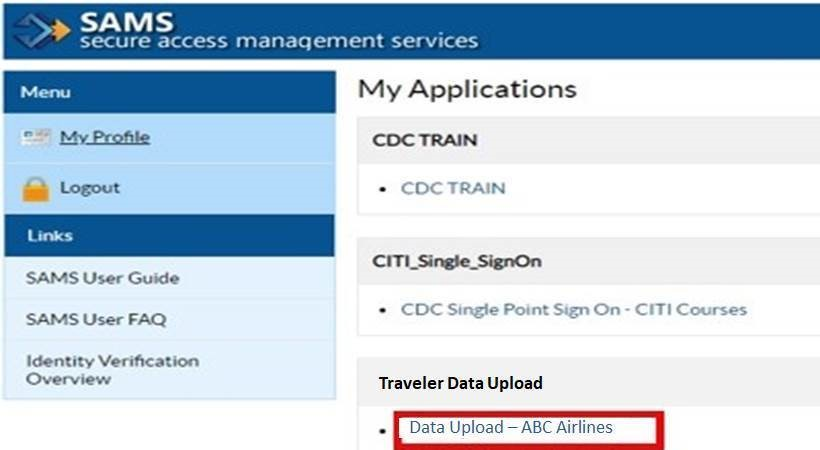 SAMS
secure access management services
Menu
My Profile
Logout
Links
SAMS User Guide
SAMS User FAQ
Identity Verification
Overview
My Applications
CDC TRAIN
• CDC TRAIN
CITI_Single_SignOn
• CDC Single Point Sign On - CITI Courses
Traveler Data Upload
• Data Upload – ABC Airlines